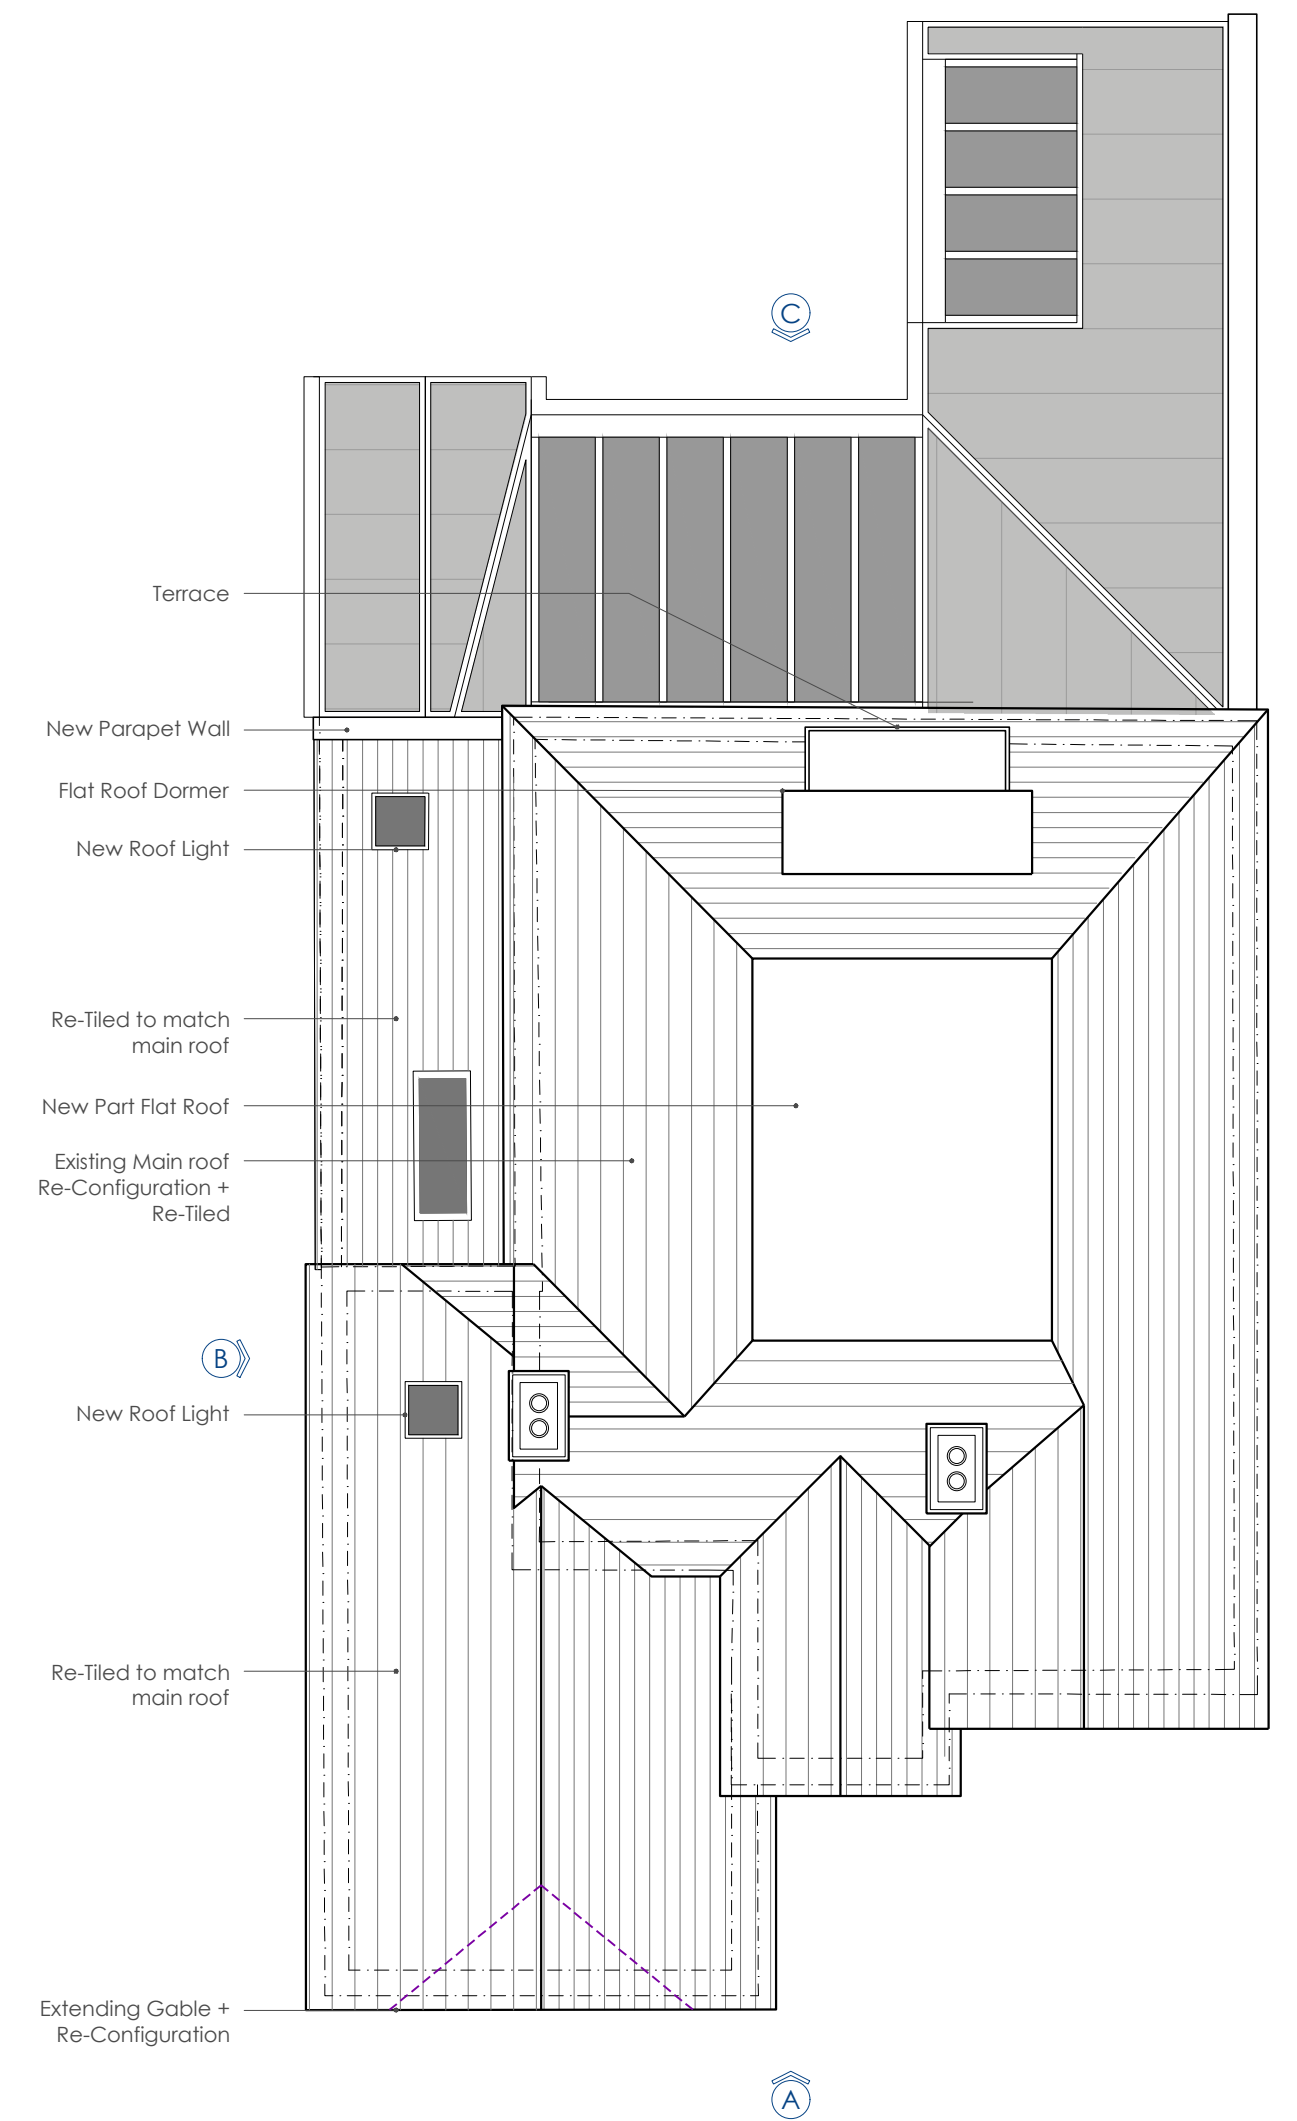 C
Terrace
New Parapet Wall
Flat Roof Dormer
New Roof Light
Re-Tiled to match
main roof
New Part Flat Roof
Existing Main roof
Re-Configuration +
Re-Tiled
B
New Roof Light
Re-Tiled to match
main roof
Extending Gable +
Re-Configuration
A